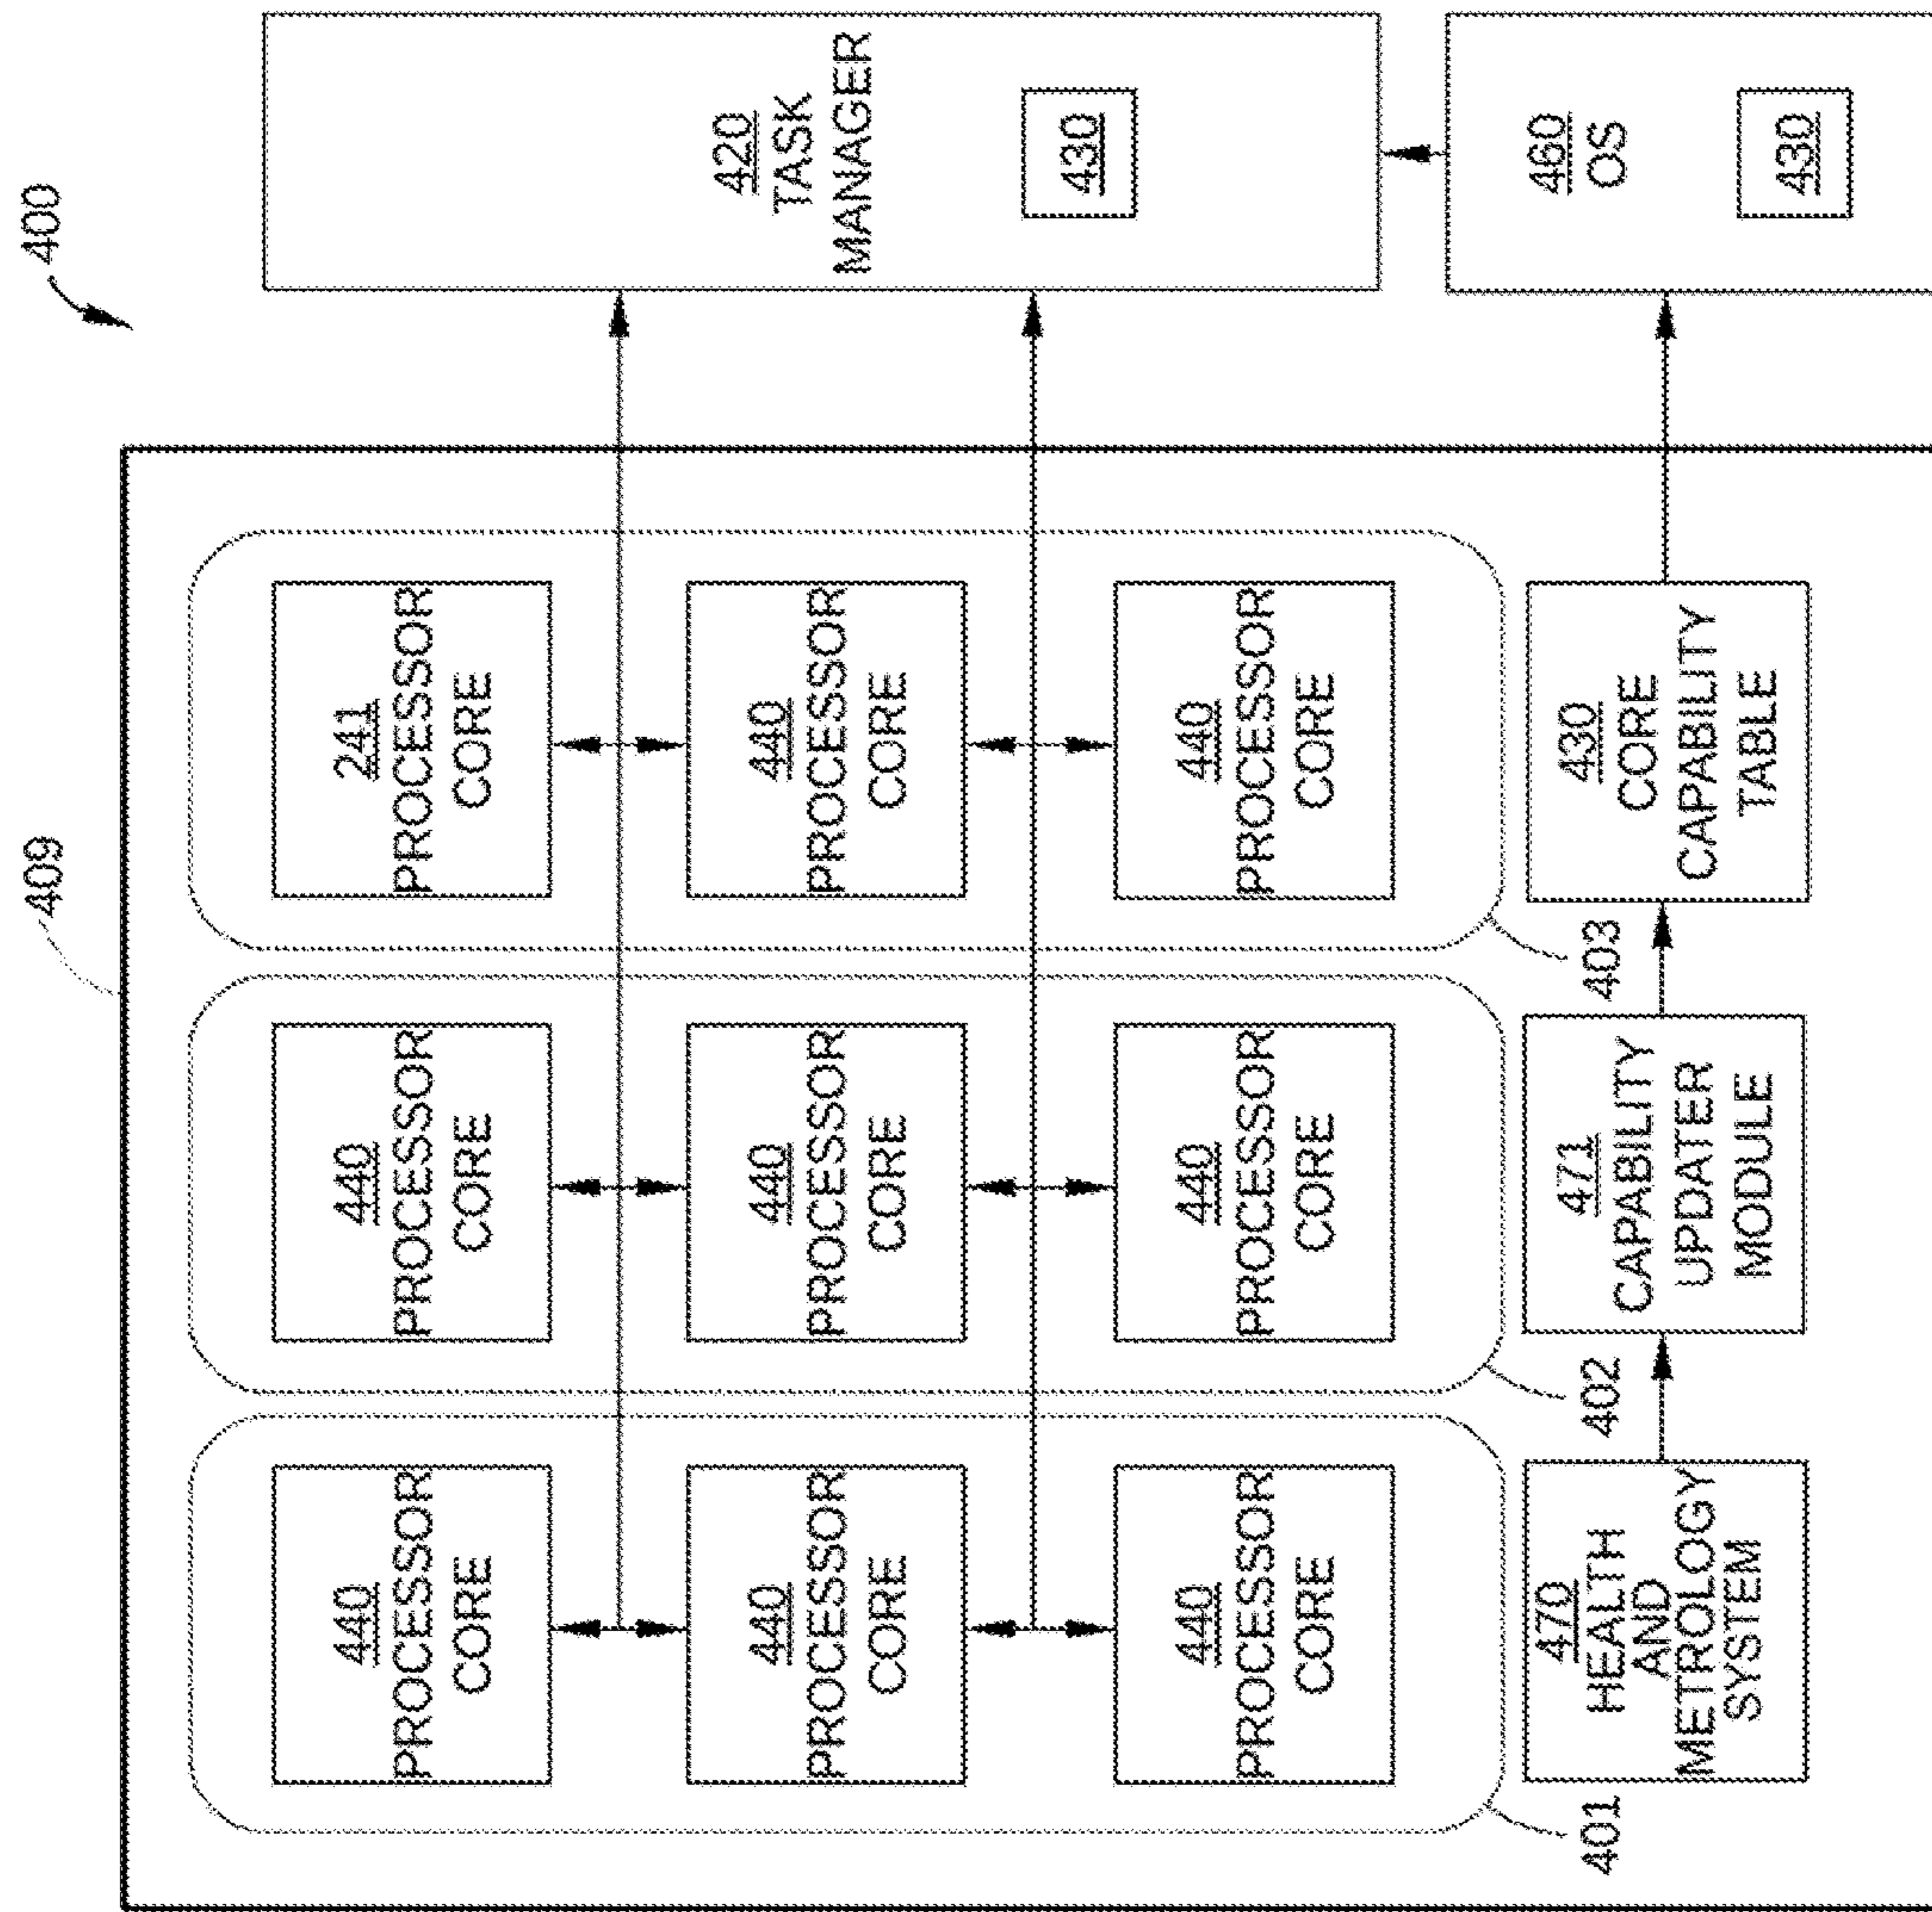 409
400
440
PROCESSOR
CORE
440
PROCESSOR
CORE
241
PROCESSOR
CORE
440
PROCESSOR
CORE
440
PROCESSOR
CORE
440
PROCESSOR
CORE
420
TASK
MANAGER
430
440
PROCESSOR
CORE
440
PROCESSOR
CORE
440
PROCESSOR
CORE
401
402
403
470
HEALTH
AND
METROLOGY
SYSTEM
471
CAPABILITY
UPDATER
MODULE
430
CORE
CAPABILITY
TABLE
460
OS
430